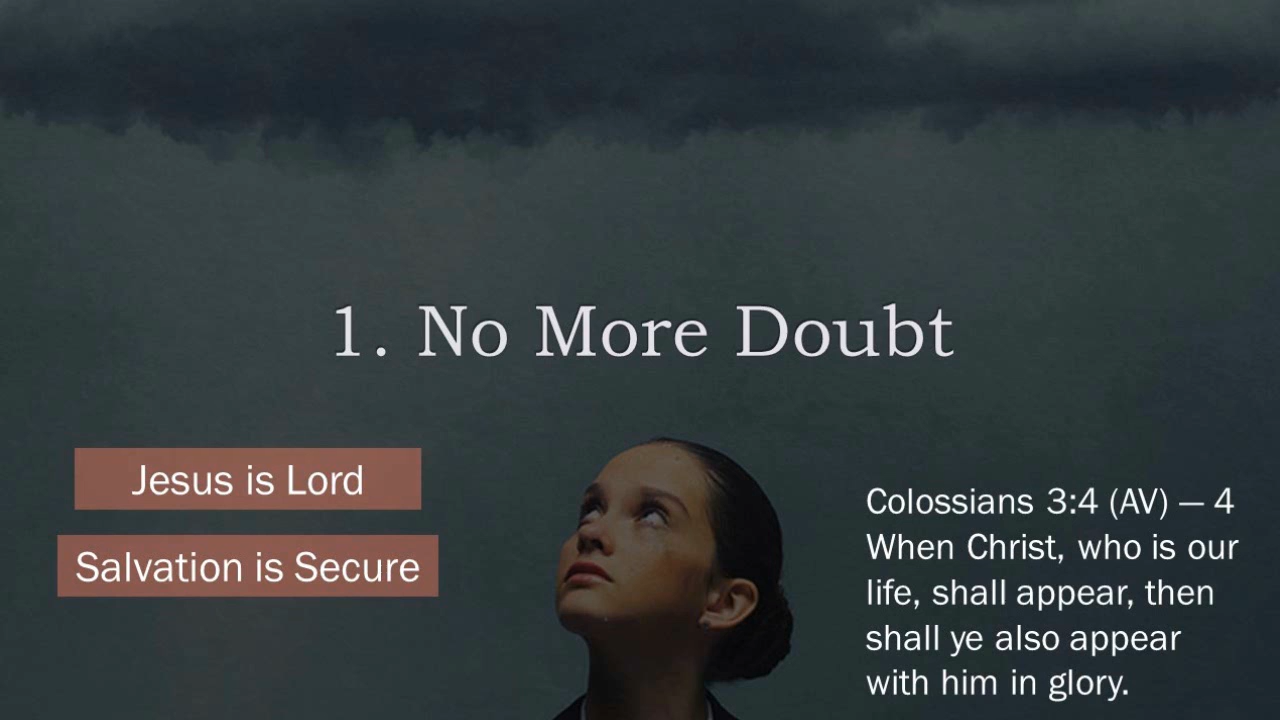 1. No More Doubt
Jesus is Lord
Salvation is Secure
Colossians 3:4 (AV) — 4
When Christ, who is our
life, shall appear, then
shall ye also appear
with him in glory.